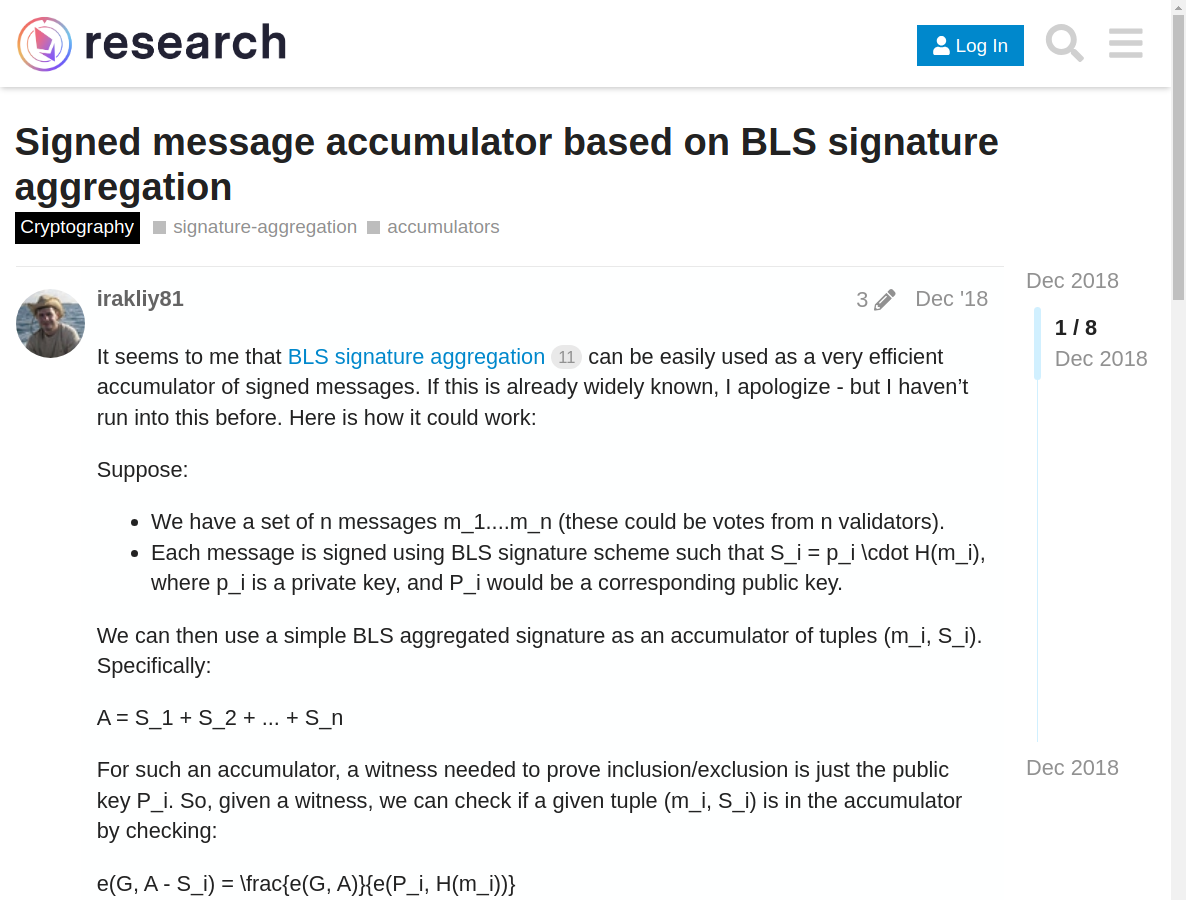 research
Log In
Signed message accumulator based on BLS signature
aggregation
Cryptography signature-aggregation accumulators
irakliy81 3 Dec '18
It seems to me that BLS signature aggregation 11 can be easily used as a very efficient
accumulator of signed messages. If this is already widely known, I apologize - but I haven’t
run into this before. Here is how it could work:
Suppose:
• We have a set of n messages m_1....m_n (these could be votes from n validators).
• Each message is signed using BLS signature scheme such that S_i = p_i \cdot H(m_i),
where p_i is a private key, and P_i would be a corresponding public key.
We can then use a simple BLS aggregated signature as an accumulator of tuples (m_i, S_i).
Specifically:
A = S_1 + S_2 + ... + S_n
For such an accumulator, a witness needed to prove inclusion/exclusion is just the public
key P_i. So, given a witness, we can check if a given tuple (m_i, S_i) is in the accumulator
by checking:
e(G, A - S_i) = \frac{e(G, A)}{e(P_i, H(m_i))}
Dec 2018
1 / 8
Dec 2018
Dec 2018